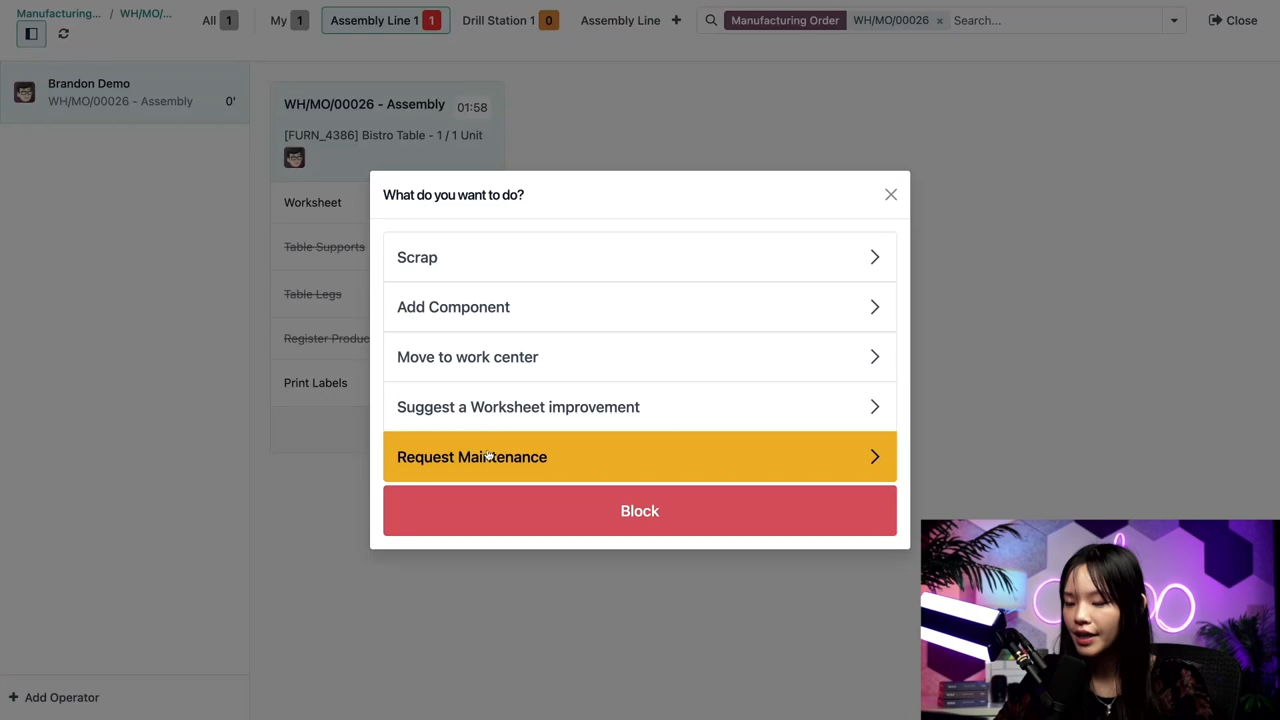 Manufacturing... / WH/MO/...
All 1
My 1
Assembly Line 1 1
Drill Station 1 0
Assembly Line +
Manufacturing Order WH/MO/00026 × Search...
Close
Brandon Demo
WH/MO/00026 - Assembly 0'
WH/MO/00026 - Assembly 01:58
[FURN_4386] Bistro Table - 1 / 1 Unit
Worksheet
Table Supports
Table Legs
Register Produc
Print Labels
What do you want to do?
Scrap
Add Component
Move to work center
Suggest a Worksheet improvement
Request Maintenance
Block
+ Add Operator